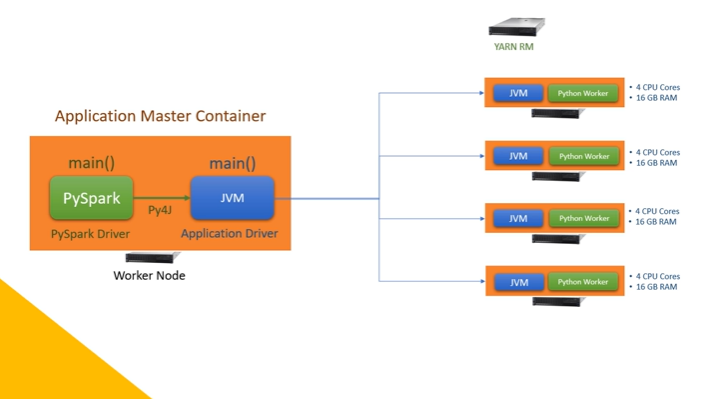 YARN RM
Application Master Container
main()
main()
PySpark
Py4J
JVM
PySpark Driver
Application Driver
Worker Node
JVM
Python Worker
• 4 CPU Cores
• 16 GB RAM
JVM
Python Worker
• 4 CPU Cores
• 16 GB RAM
JVM
Python Worker
• 4 CPU Cores
• 16 GB RAM
JVM
Python Worker
• 4 CPU Cores
• 16 GB RAM